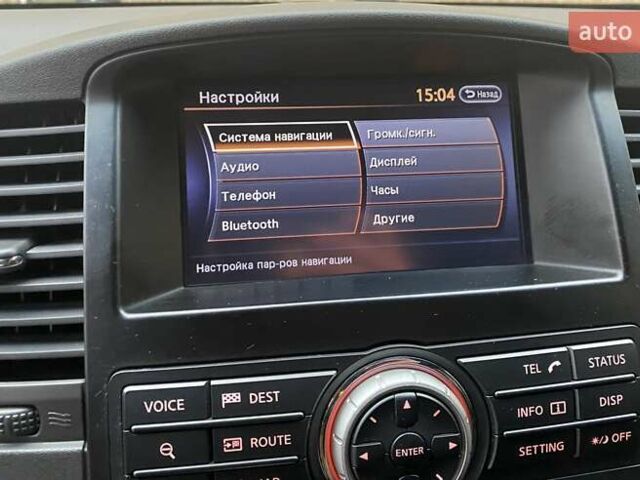 auto
Настройки 15:04 Назад
Система навигации Громк./сигн.
Аудио Дисплей
Телефон Часы
Bluetooth Другие
Настройка пар-ров навигации
TEL STATUS
VOICE DEST INFO DISP
ROUTE ENTER SETTING OFF